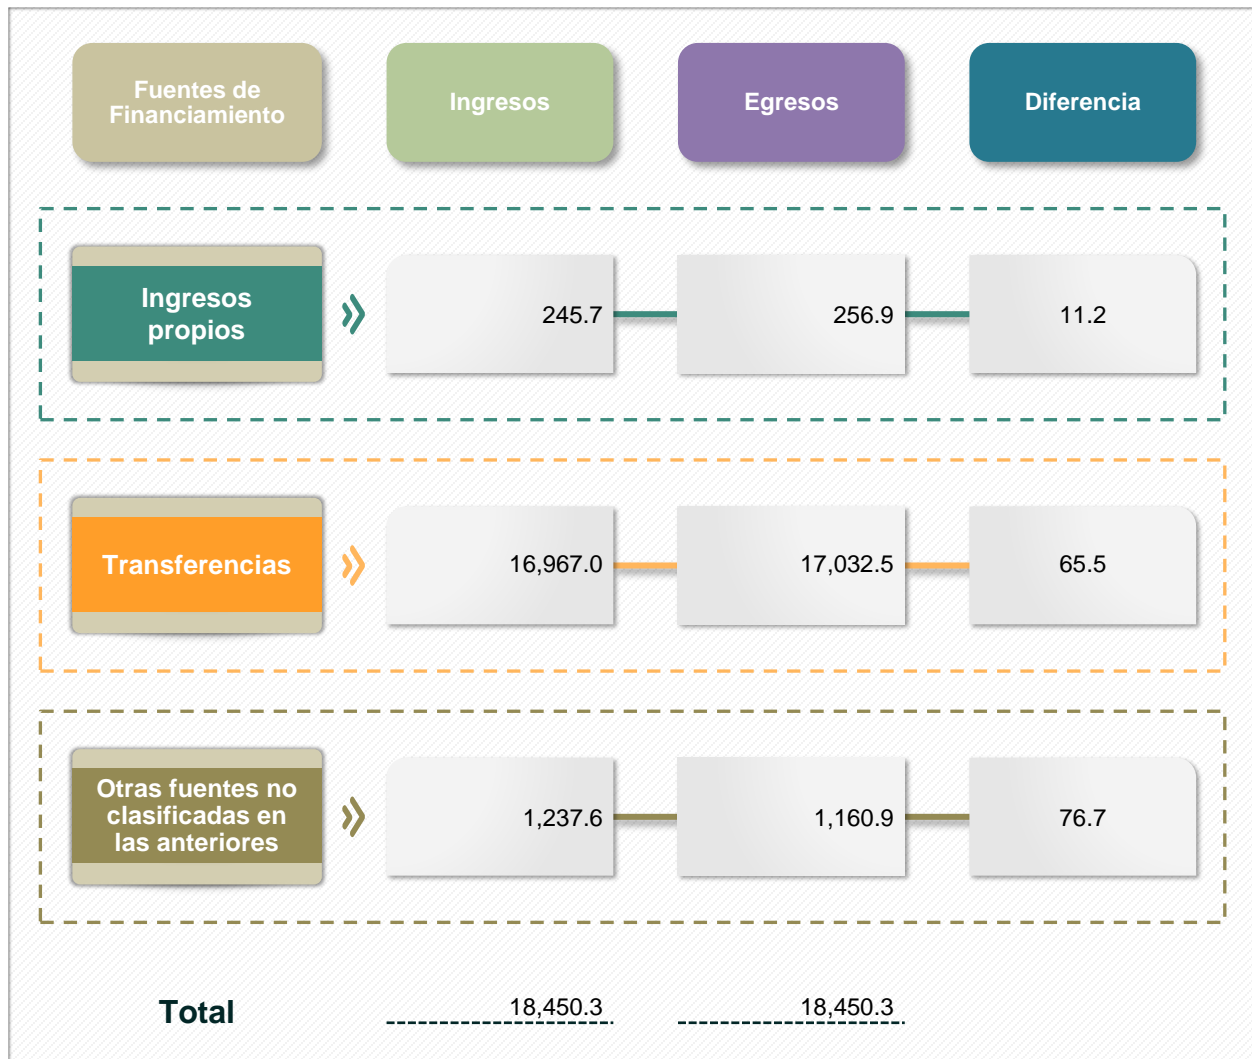 Fuentes de
Financiamiento
Ingresos
Egresos
Diferencia
Ingresos
propios
245.7
256.9
11.2
Transferencias
16,967.0
17,032.5
65.5
Otras fuentes no
clasificadas en
las anteriores
1,237.6
1,160.9
76.7
Total
18,450.3
18,450.3